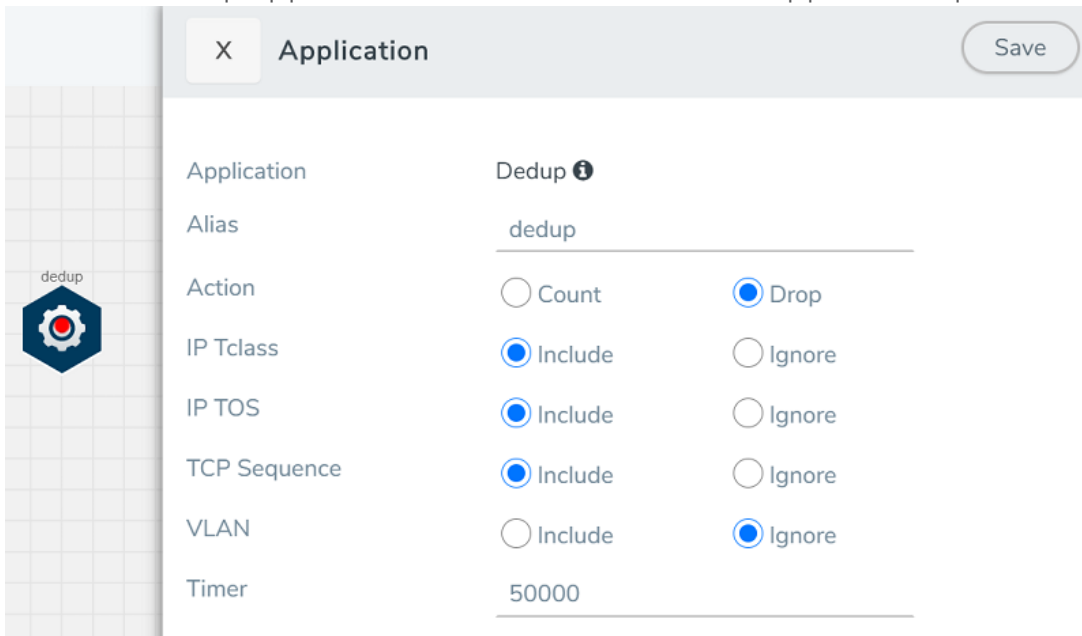 X Application Save
Application Dedup
Alias dedup
dedup
Action Count Drop
IP Tclass Include Ignore
IP TOS Include Ignore
TCP Sequence Include Ignore
VLAN Include Ignore
Timer 50000